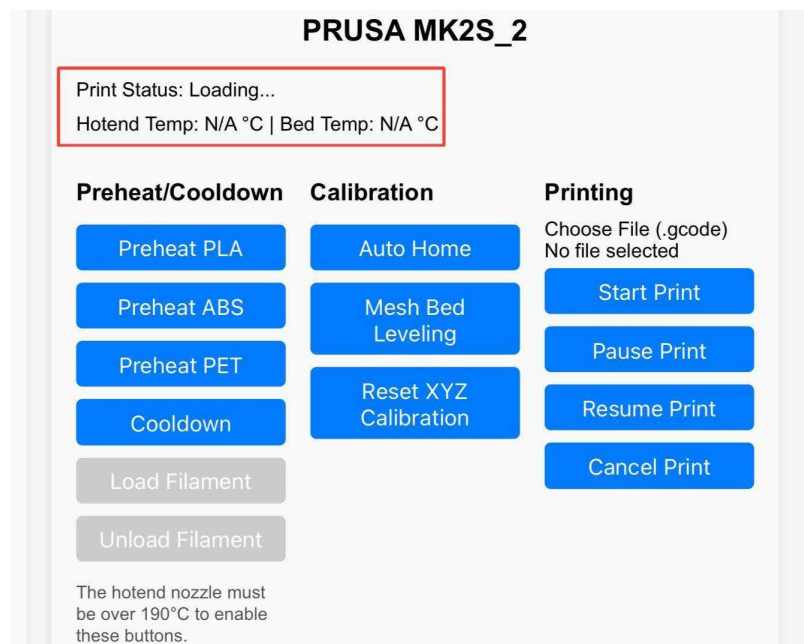 PRUSA MK2S_2
Print Status: Loading...
Hotend Temp: N/A °C | Bed Temp: N/A °C
Preheat/Cooldown
Preheat PLA
Preheat ABS
Preheat PET
Cooldown
Load Filament
Unload Filament
The hotend nozzle must
be over 190°C to enable
these buttons.
Calibration
Auto Home
Mesh Bed
Leveling
Reset XYZ
Calibration
Printing
Choose File (.gcode)
No file selected
Start Print
Pause Print
Resume Print
Cancel Print